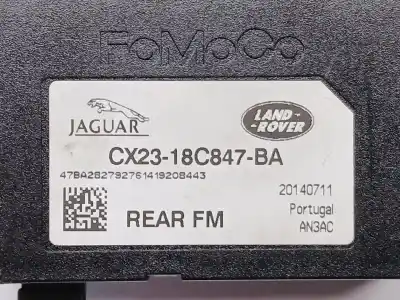 FoMoCo
JAGUAR
LAND-
ROVER
CX23-18C847-BA
47BA282792761419208443
20140711
Portugal
AN3AC
REAR FM